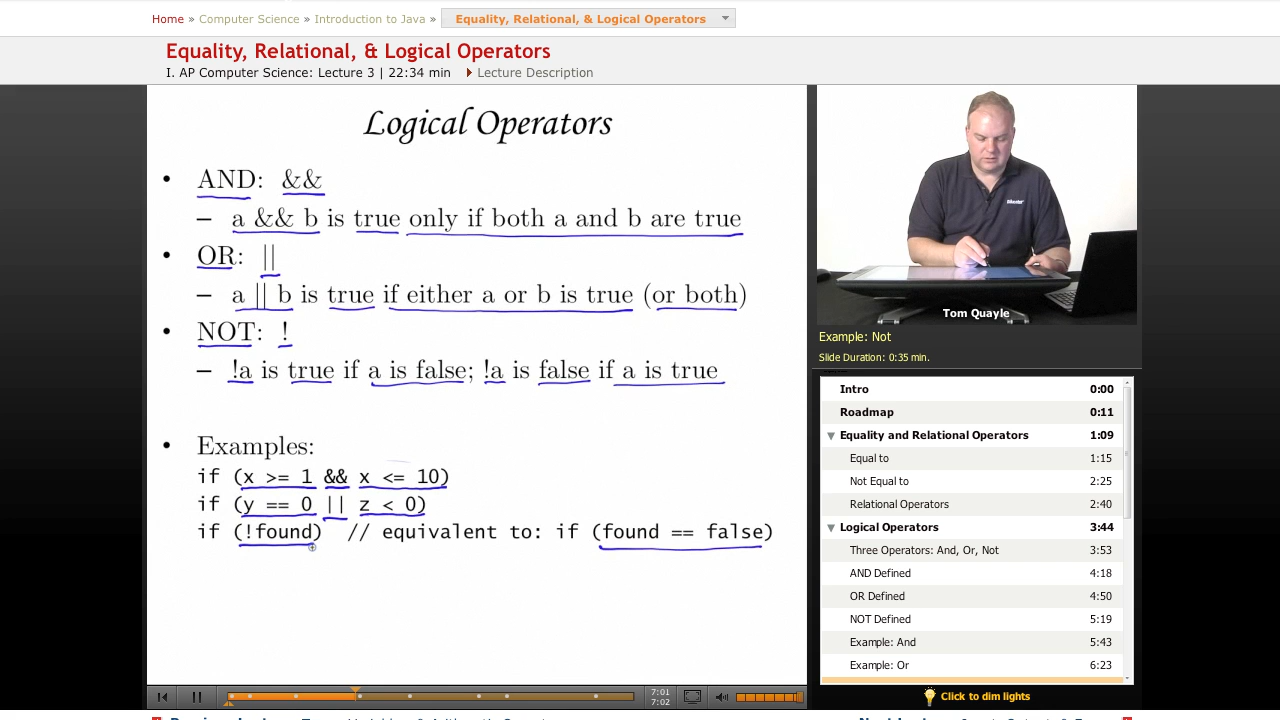 Home » Computer Science » Introduction to Java » Equality, Relational, & Logical Operators
Equality, Relational, & Logical Operators
I. AP Computer Science: Lecture 3 | 22:34 min Lecture Description
Logical Operators
• AND: &&
– a && b is true only if both a and b are true
• OR: ||
– a || b is true if either a or b is true (or both)
• NOT: !
– !a is true if a is false; !a is false if a is true
• Examples:
if (x >= 1 && x <= 10)
if (y == 0 || z < 0)
if (!found) // equivalent to: if (found == false)
Tom Quayle
Example: Not
Slide Duration: 0:35 min.
Intro 0:00
Roadmap 0:11
Equality and Relational Operators 1:09
Equal to 1:15
Not Equal to 2:25
Relational Operators 2:40
Logical Operators 3:44
Three Operators: And, Or, Not 3:53
AND Defined 4:18
OR Defined 4:50
NOT Defined 5:19
Example: And 5:43
Example: Or 6:23
7:01
7:02
Click to dim lights